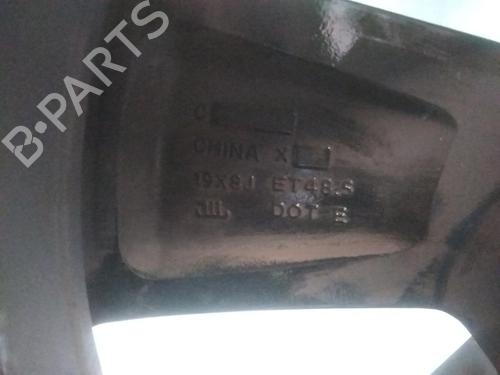 B-PARTS
C
CHINA X
19X8J ET48.5
DOT E